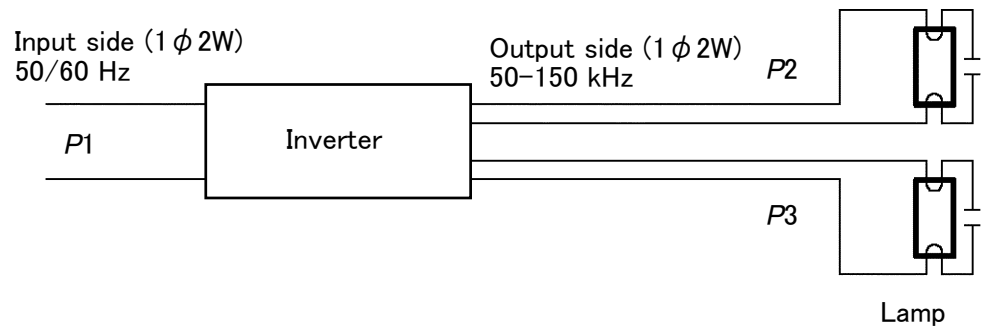 Input side (1φ2W)
50/60 Hz
Output side (1φ2W)
50-150 kHz
P2
P1
Inverter
P3
Lamp